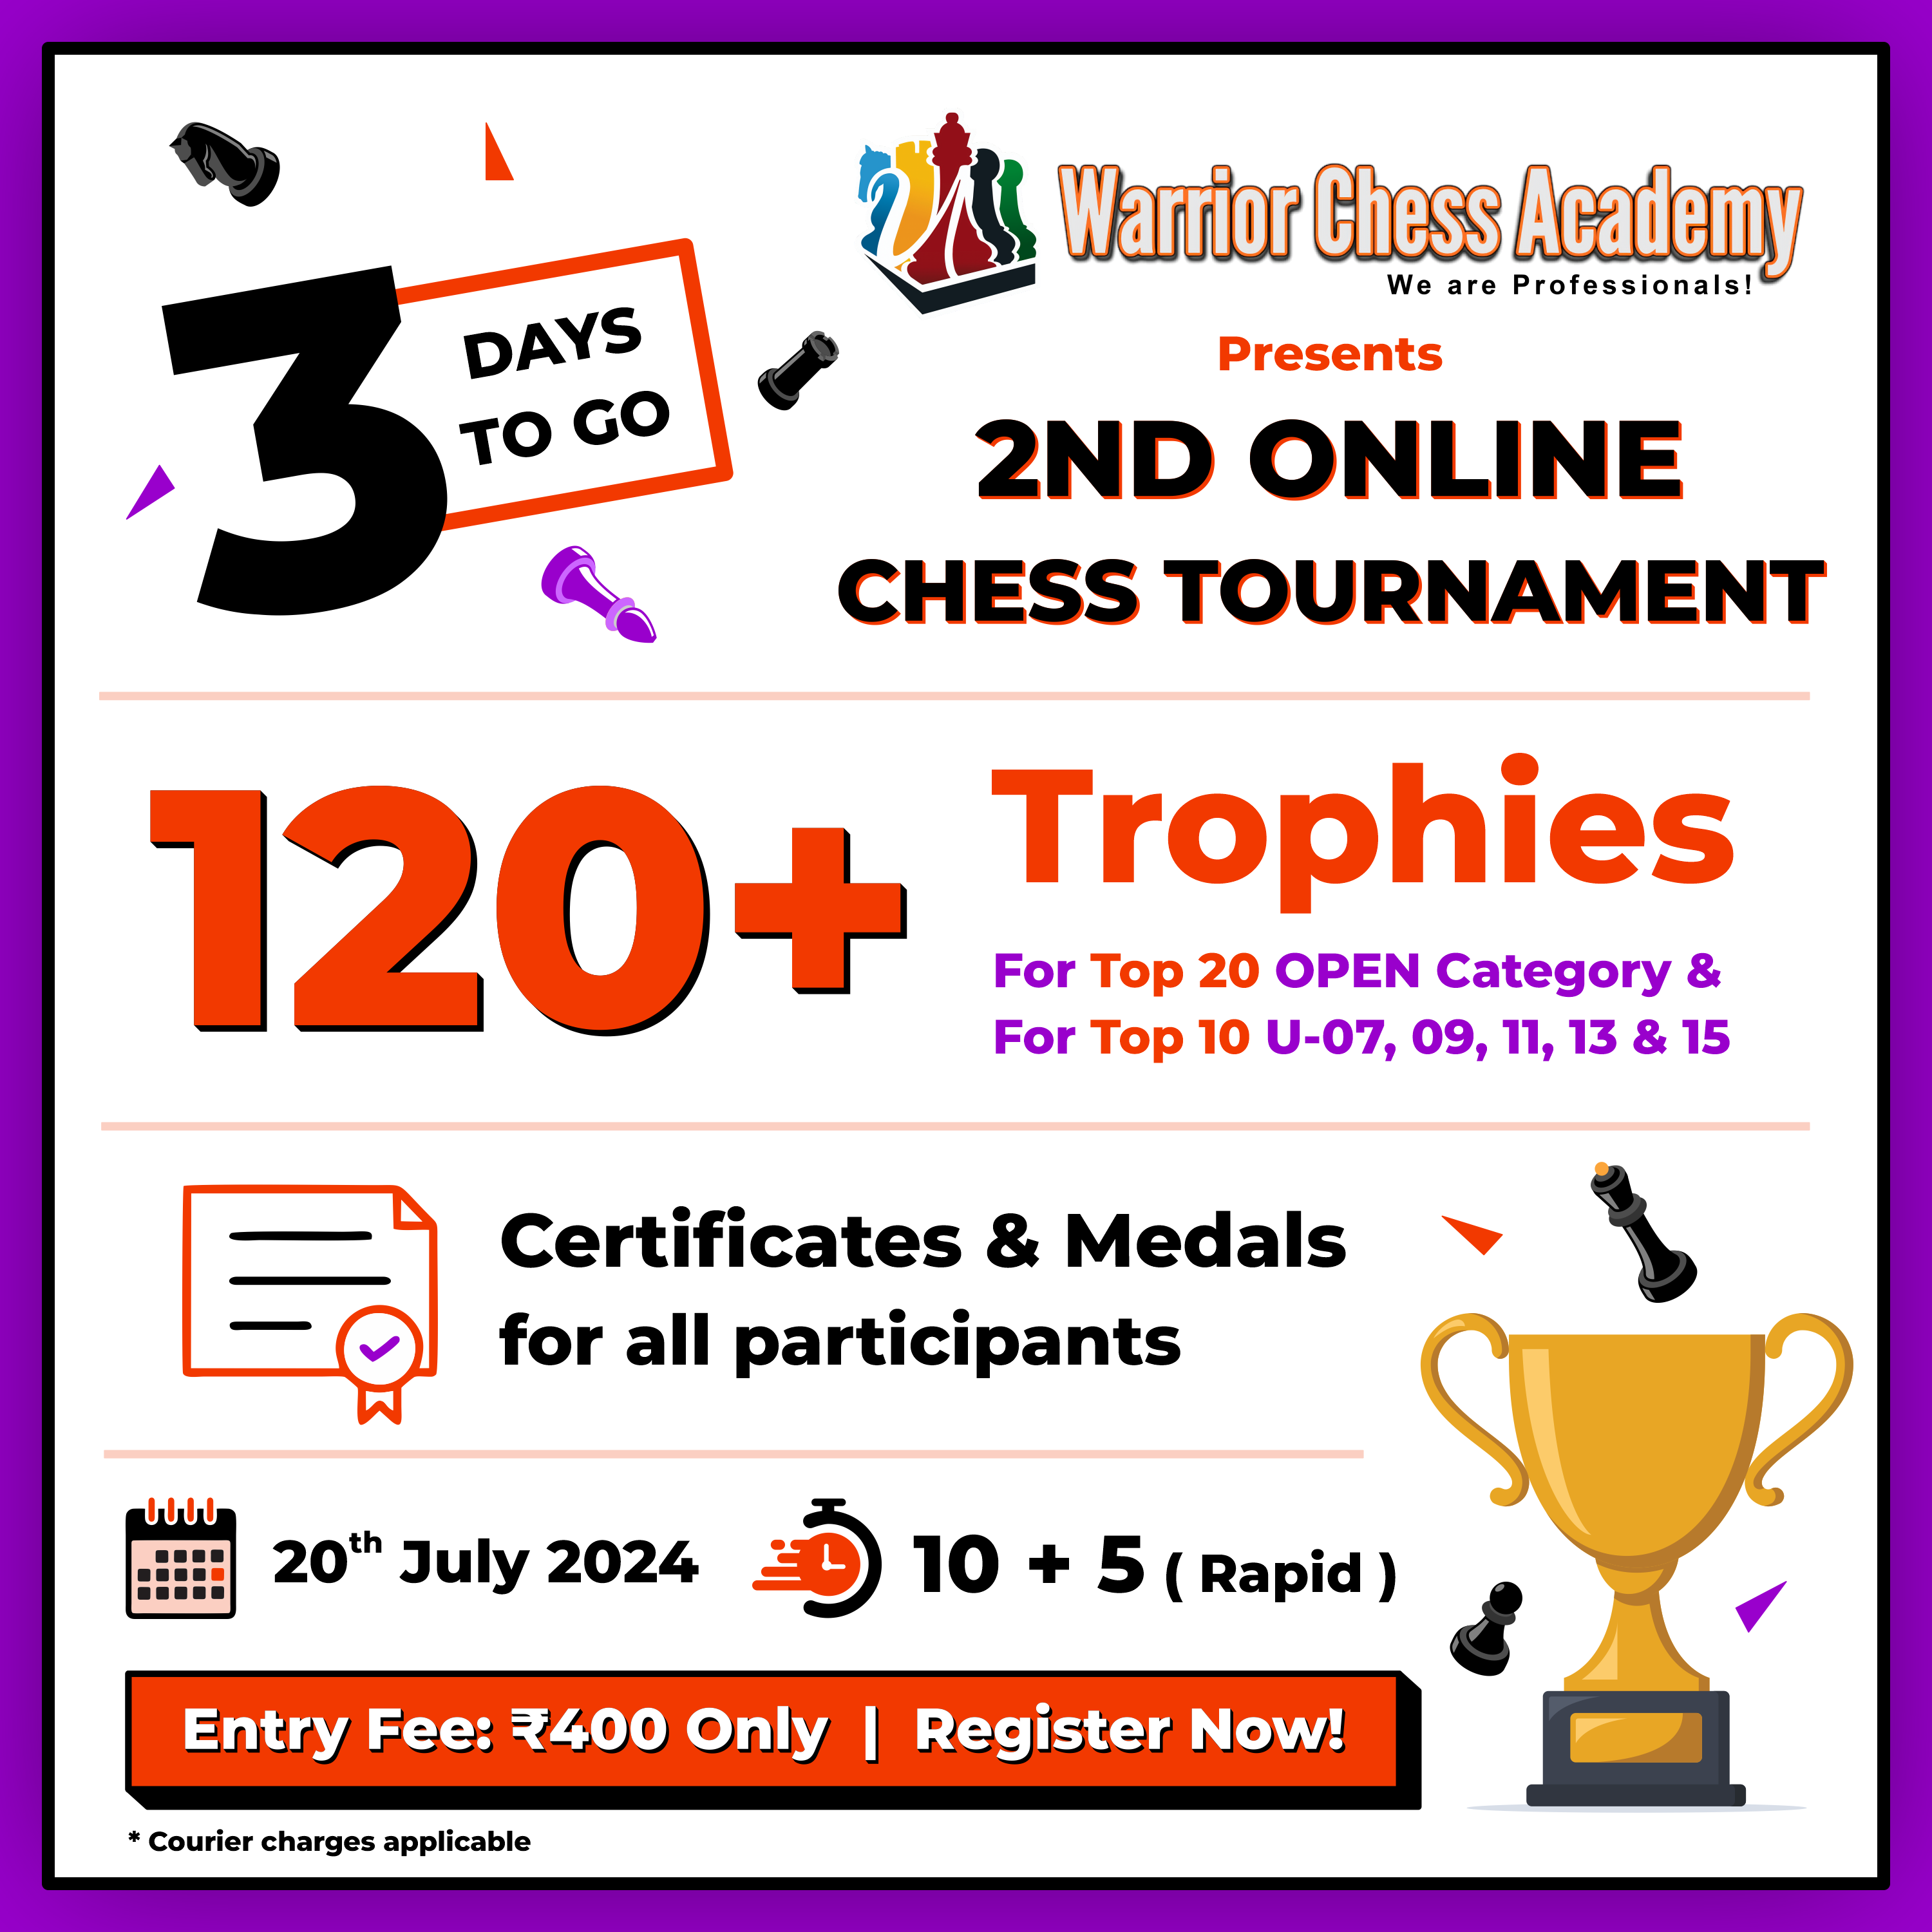 3 DAYS
TO GO
Warrior Chess Academy
We are Professionals!
Presents
2ND ONLINE
CHESS TOURNAMENT
120+
Trophies
For Top 20 OPEN Category &
For Top 10 U-07, 09, 11, 13 & 15
Certificates & Medals
for all participants
20th July 2024
10 + 5 ( Rapid )
Entry Fee: ₹400 Only | Register Now!
* Courier charges applicable